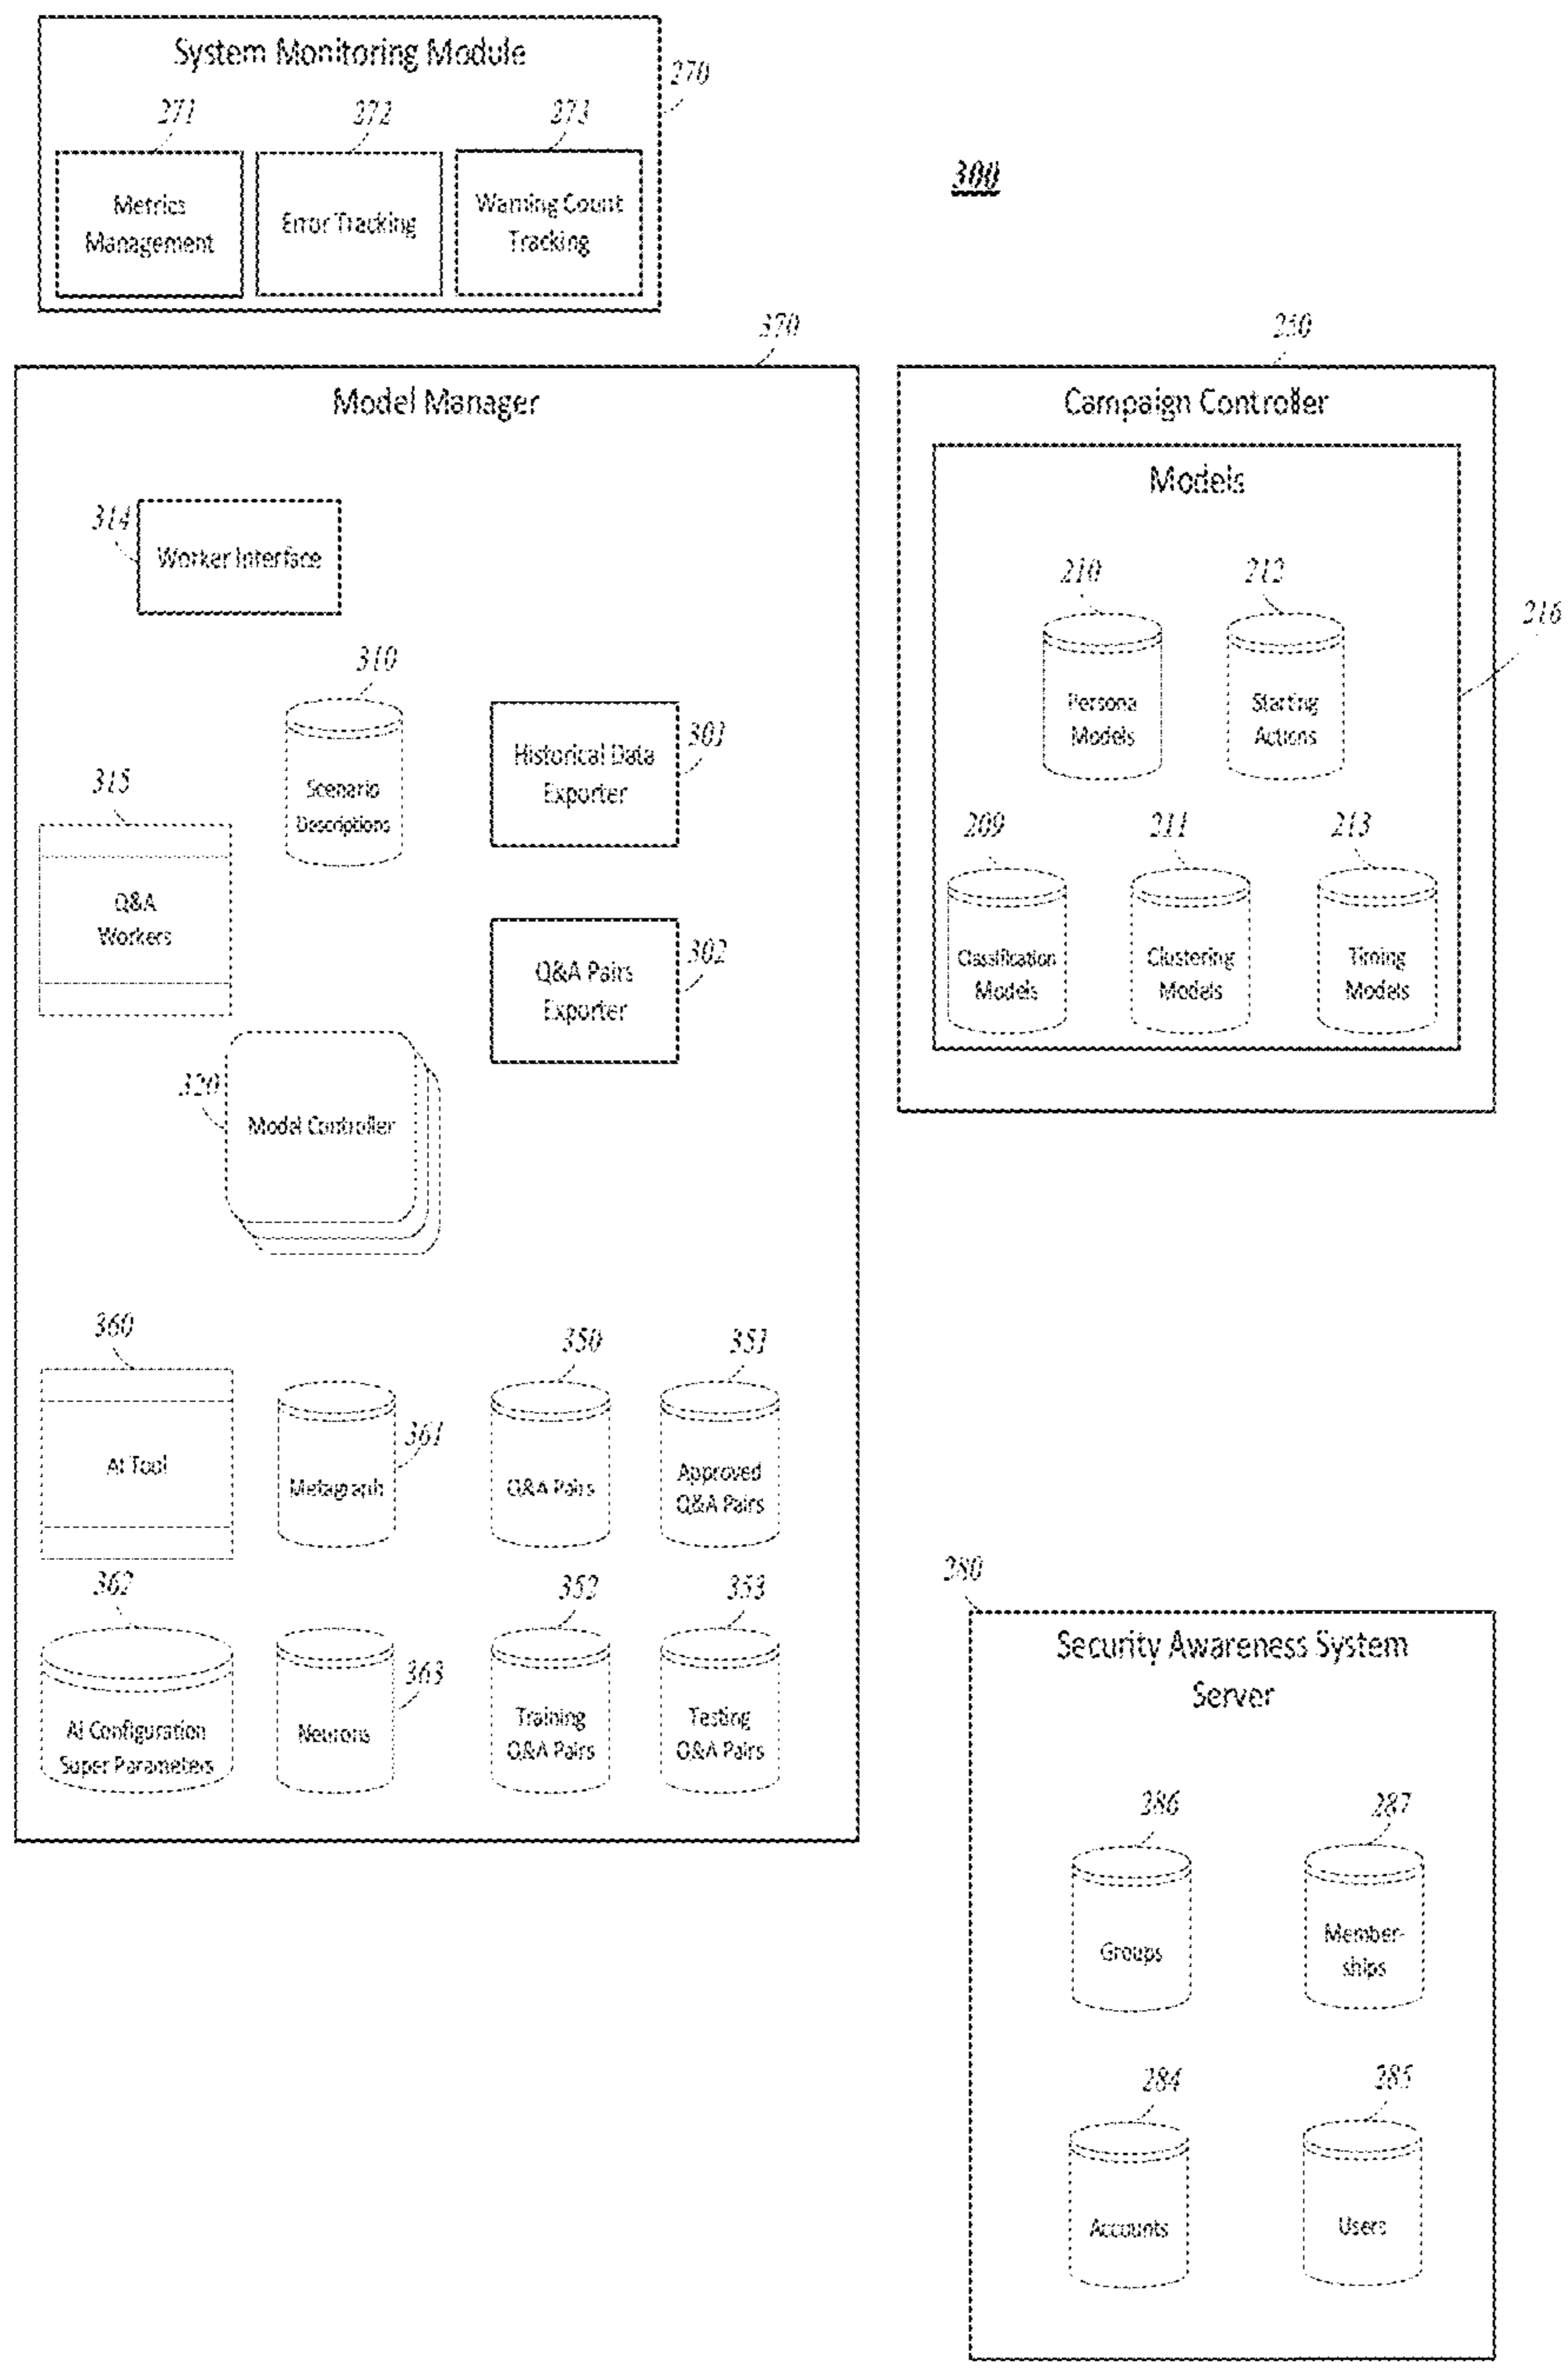 System Monitoring Module
270
271
272
273
Metrics
Management
Error Tracking
Warning Count
Tracking
300
370
Model Manager
314
Worker Interface
310
Scenario
Descriptions
301
Historical Data
Exporter
315
Q&A
Workers
302
Q&A Pairs
Exporter
320
Model Controller
360
AI Tool
361
Metagraph
350
Q&A Pairs
351
Approved
Q&A Pairs
362
AI Configuration
Super Parameters
363
Neurons
352
Training
Q&A Pairs
353
Testing
Q&A Pairs
250
Campaign Controller
Models
216
210
Persona
Models
212
Starting
Actions
209
Classification
Models
211
Clustering
Models
213
Timing
Models
280
Security Awareness System
Server
286
Groups
287
Member-
ships
284
Accounts
285
Users